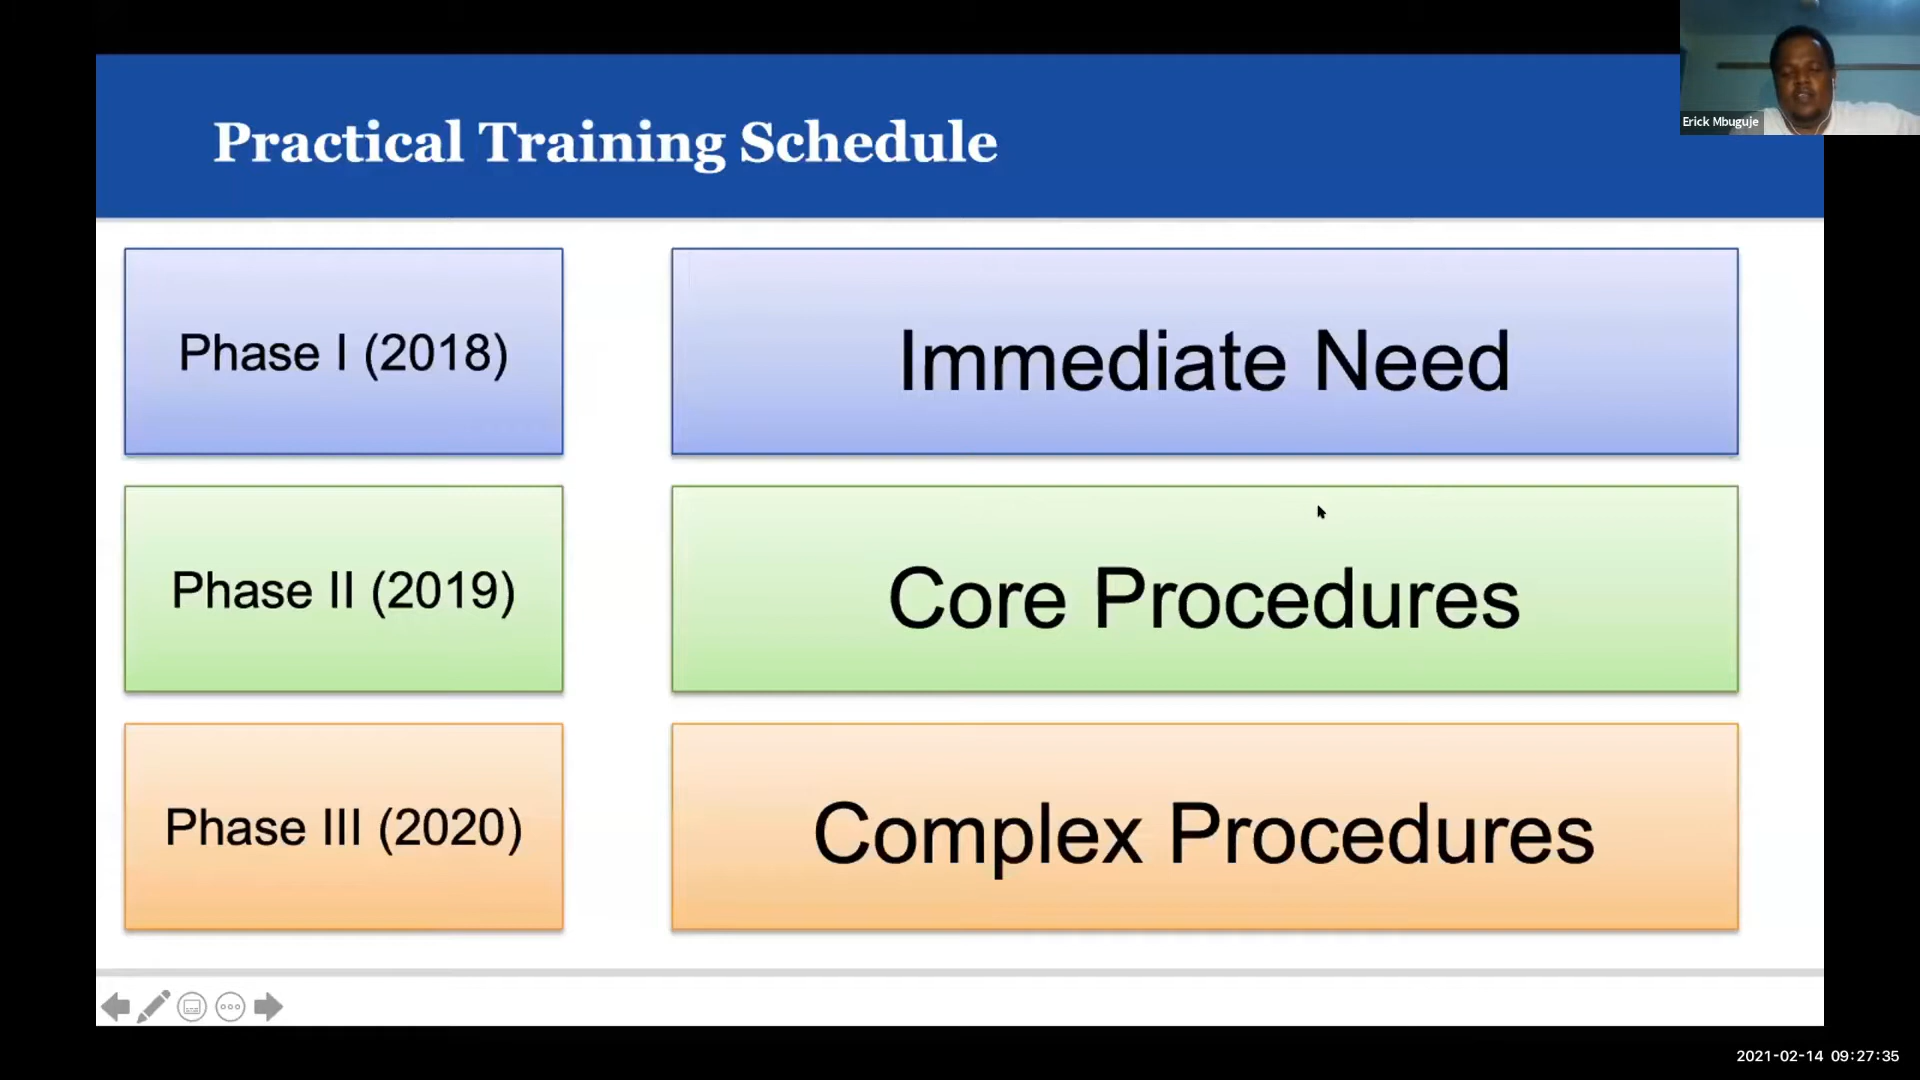 Practical Training Schedule
Erick Mbuguje
Phase I (2018)
Immediate Need
Phase II (2019)
Core Procedures
Phase III (2020)
Complex Procedures
2021-02-14 09:27:35